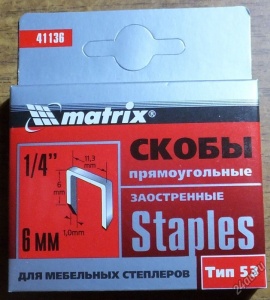 41136
matrix®
СКОБЫ
прямоугольные
заостренные
Staples
1/4"
11,3 mm
6 mm
1,0mm
6 мм
ДЛЯ МЕБЕЛЬНЫХ СТЕПЛЕРОВ
Тип 53